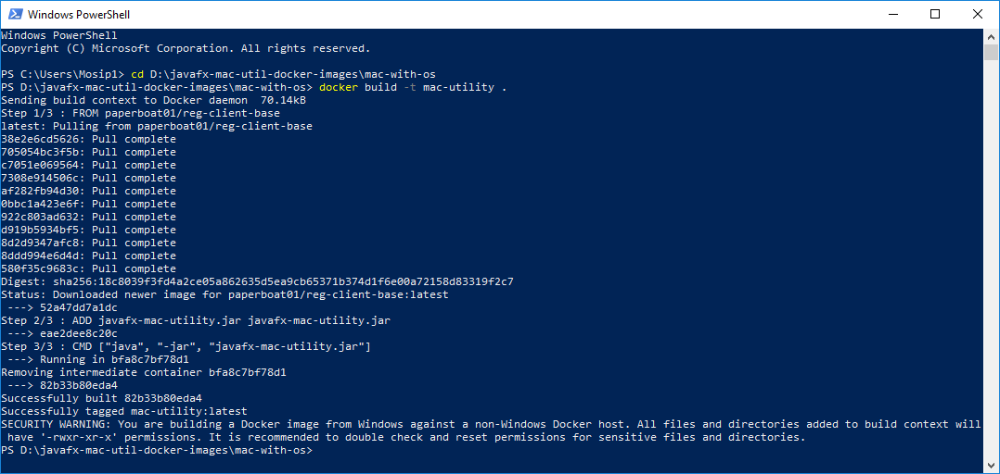 Windows PowerShell
Windows PowerShell
Copyright (C) Microsoft Corporation. All rights reserved.
PS C:\Users\Mosip1> cd D:\javafx-mac-util-docker-images\mac-with-os
PS D:\javafx-mac-util-docker-images\mac-with-os> docker build -t mac-utility .
Sending build context to Docker daemon  70.14kB
Step 1/3 : FROM paperboat01/reg-client-base
latest: Pulling from paperboat01/reg-client-base
38e2e6cd5626: Pull complete
705054bc3f5b: Pull complete
c7051e069564: Pull complete
7308e914506c: Pull complete
af282fb94d30: Pull complete
0bbc1a423e6f: Pull complete
922c803ad632: Pull complete
d919b5934bf5: Pull complete
8d2d9347afc8: Pull complete
8ddd994e6d4d: Pull complete
580f35c9683c: Pull complete
Digest: sha256:18c8039f3fd4a2ce05a862635d5ea9cb65371b374d1f6e00a72158d83319f2c7
Status: Downloaded newer image for paperboat01/reg-client-base:latest
 ---> 52a47dd7a1dc
Step 2/3 : ADD javafx-mac-utility.jar javafx-mac-utility.jar
 ---> eae2dee8c20c
Step 3/3 : CMD ["java", "-jar", "javafx-mac-utility.jar"]
 ---> Running in bfa8c7bf78d1
Removing intermediate container bfa8c7bf78d1
 ---> 82b33b80eda4
Successfully built 82b33b80eda4
Successfully tagged mac-utility:latest
SECURITY WARNING: You are building a Docker image from Windows against a non-Windows Docker host. All files and directories added to build context will
 have '-rwxr-xr-x' permissions. It is recommended to double check and reset permissions for sensitive files and directories.
PS D:\javafx-mac-util-docker-images\mac-with-os>